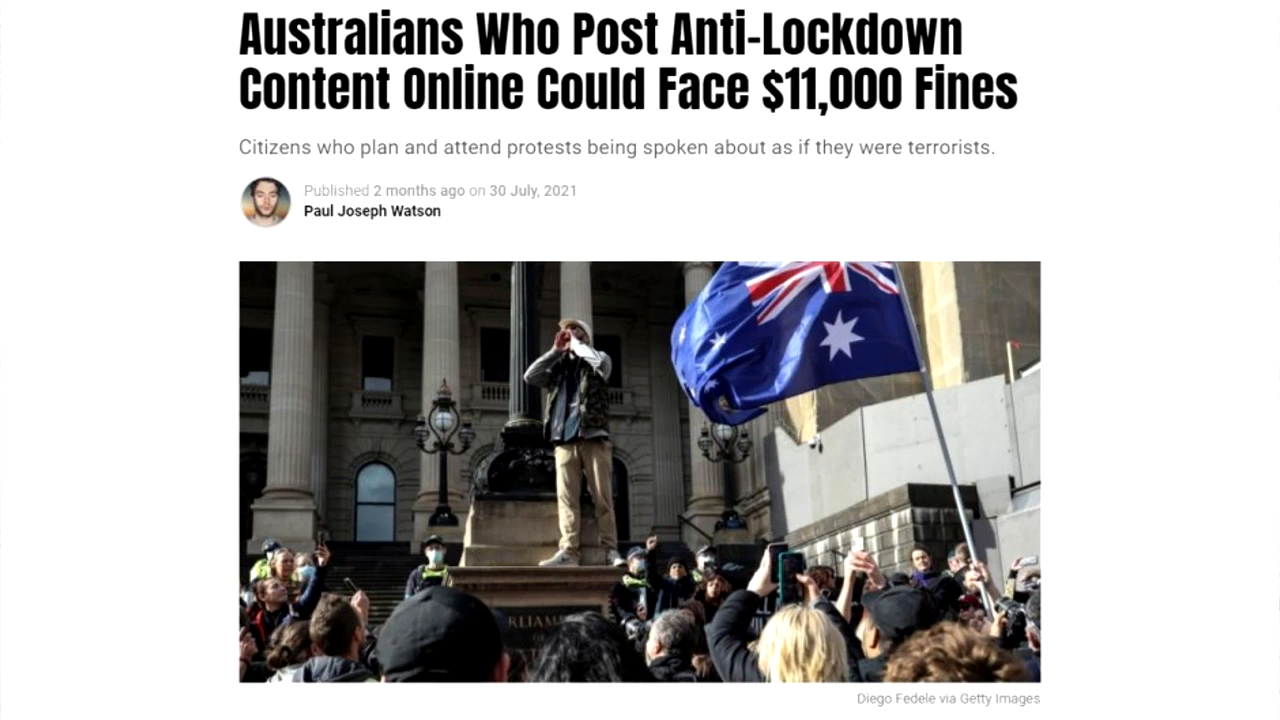 Australians Who Post Anti-Lockdown
Content Online Could Face $11,000 Fines
Citizens who plan and attend protests being spoken about as if they were terrorists.
Published 2 months ago on 30 July, 2021
Paul Joseph Watson
RLIAM
Diego Fedele via Getty Images